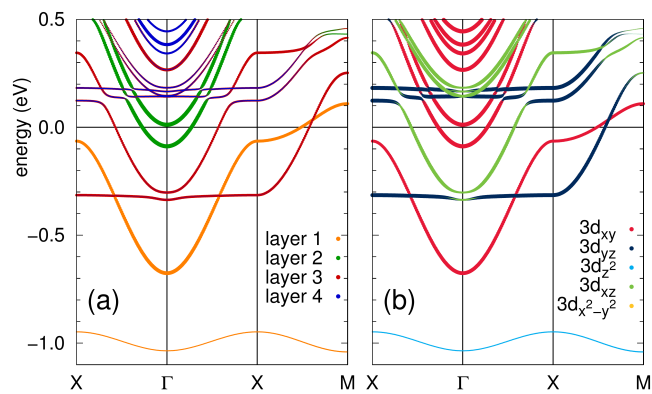 energy (eV)
0.5
0.0
−0.5
−1.0
layer 1
layer 2
layer 3
layer 4
(a)
X Γ X M
3dxy
3dyz
3dz²
3dxz
3dx²−y²
(b)
X Γ X M